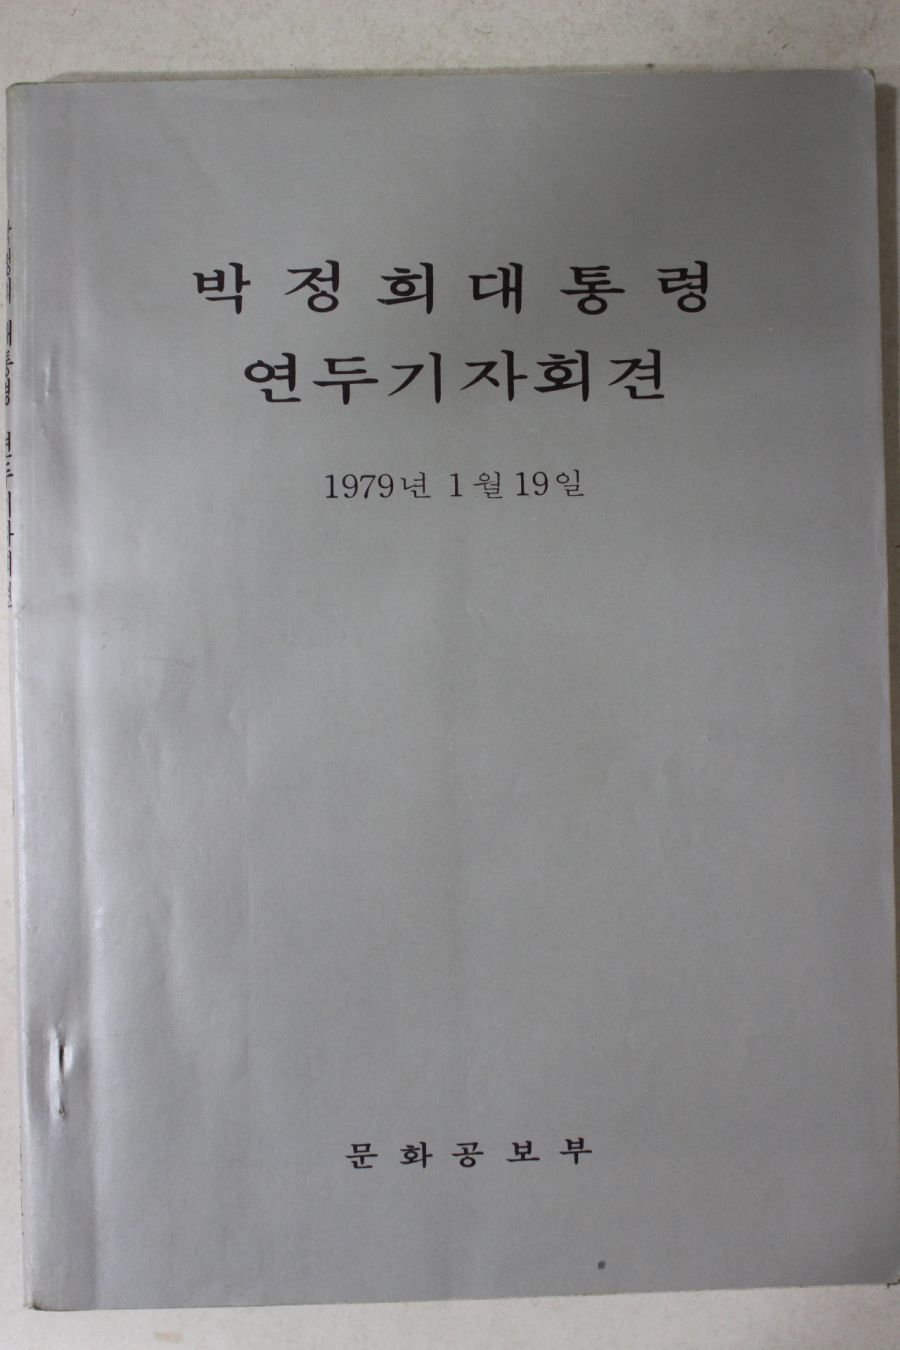 박정희대통령
연두기자회견
1979년 1월 19일
문화공보부